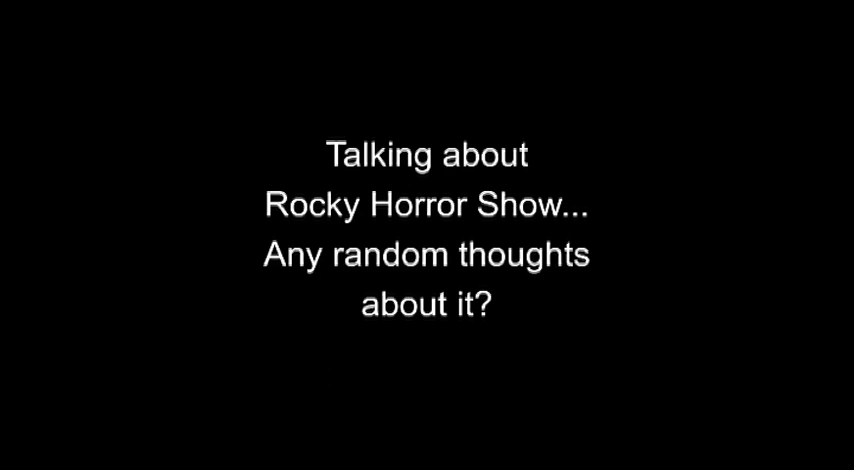 Talking about
Rocky Horror Show...
Any random thoughts
about it?